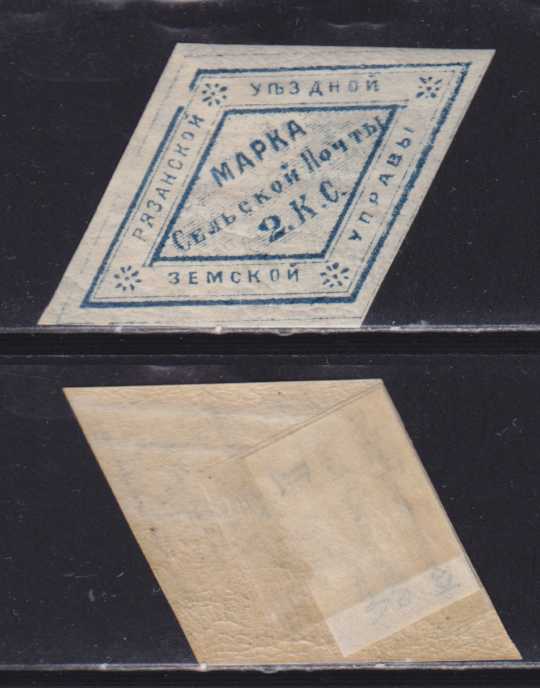 РЯЗАНСКОЙ
УѢЗДНОЙ
ЗЕМСКОЙ
УПРАВЫ
МАРКА
Сельской Почты
2.К.С.